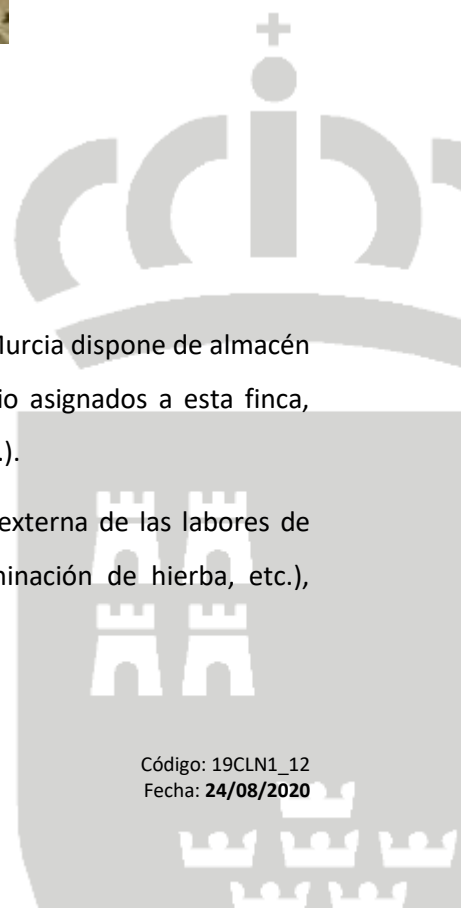 Murcia dispone de almacén
io asignados a esta finca,
.).
externa de las labores de
minación de hierba, etc.),
Código: 19CLN1_12
Fecha: 24/08/2020